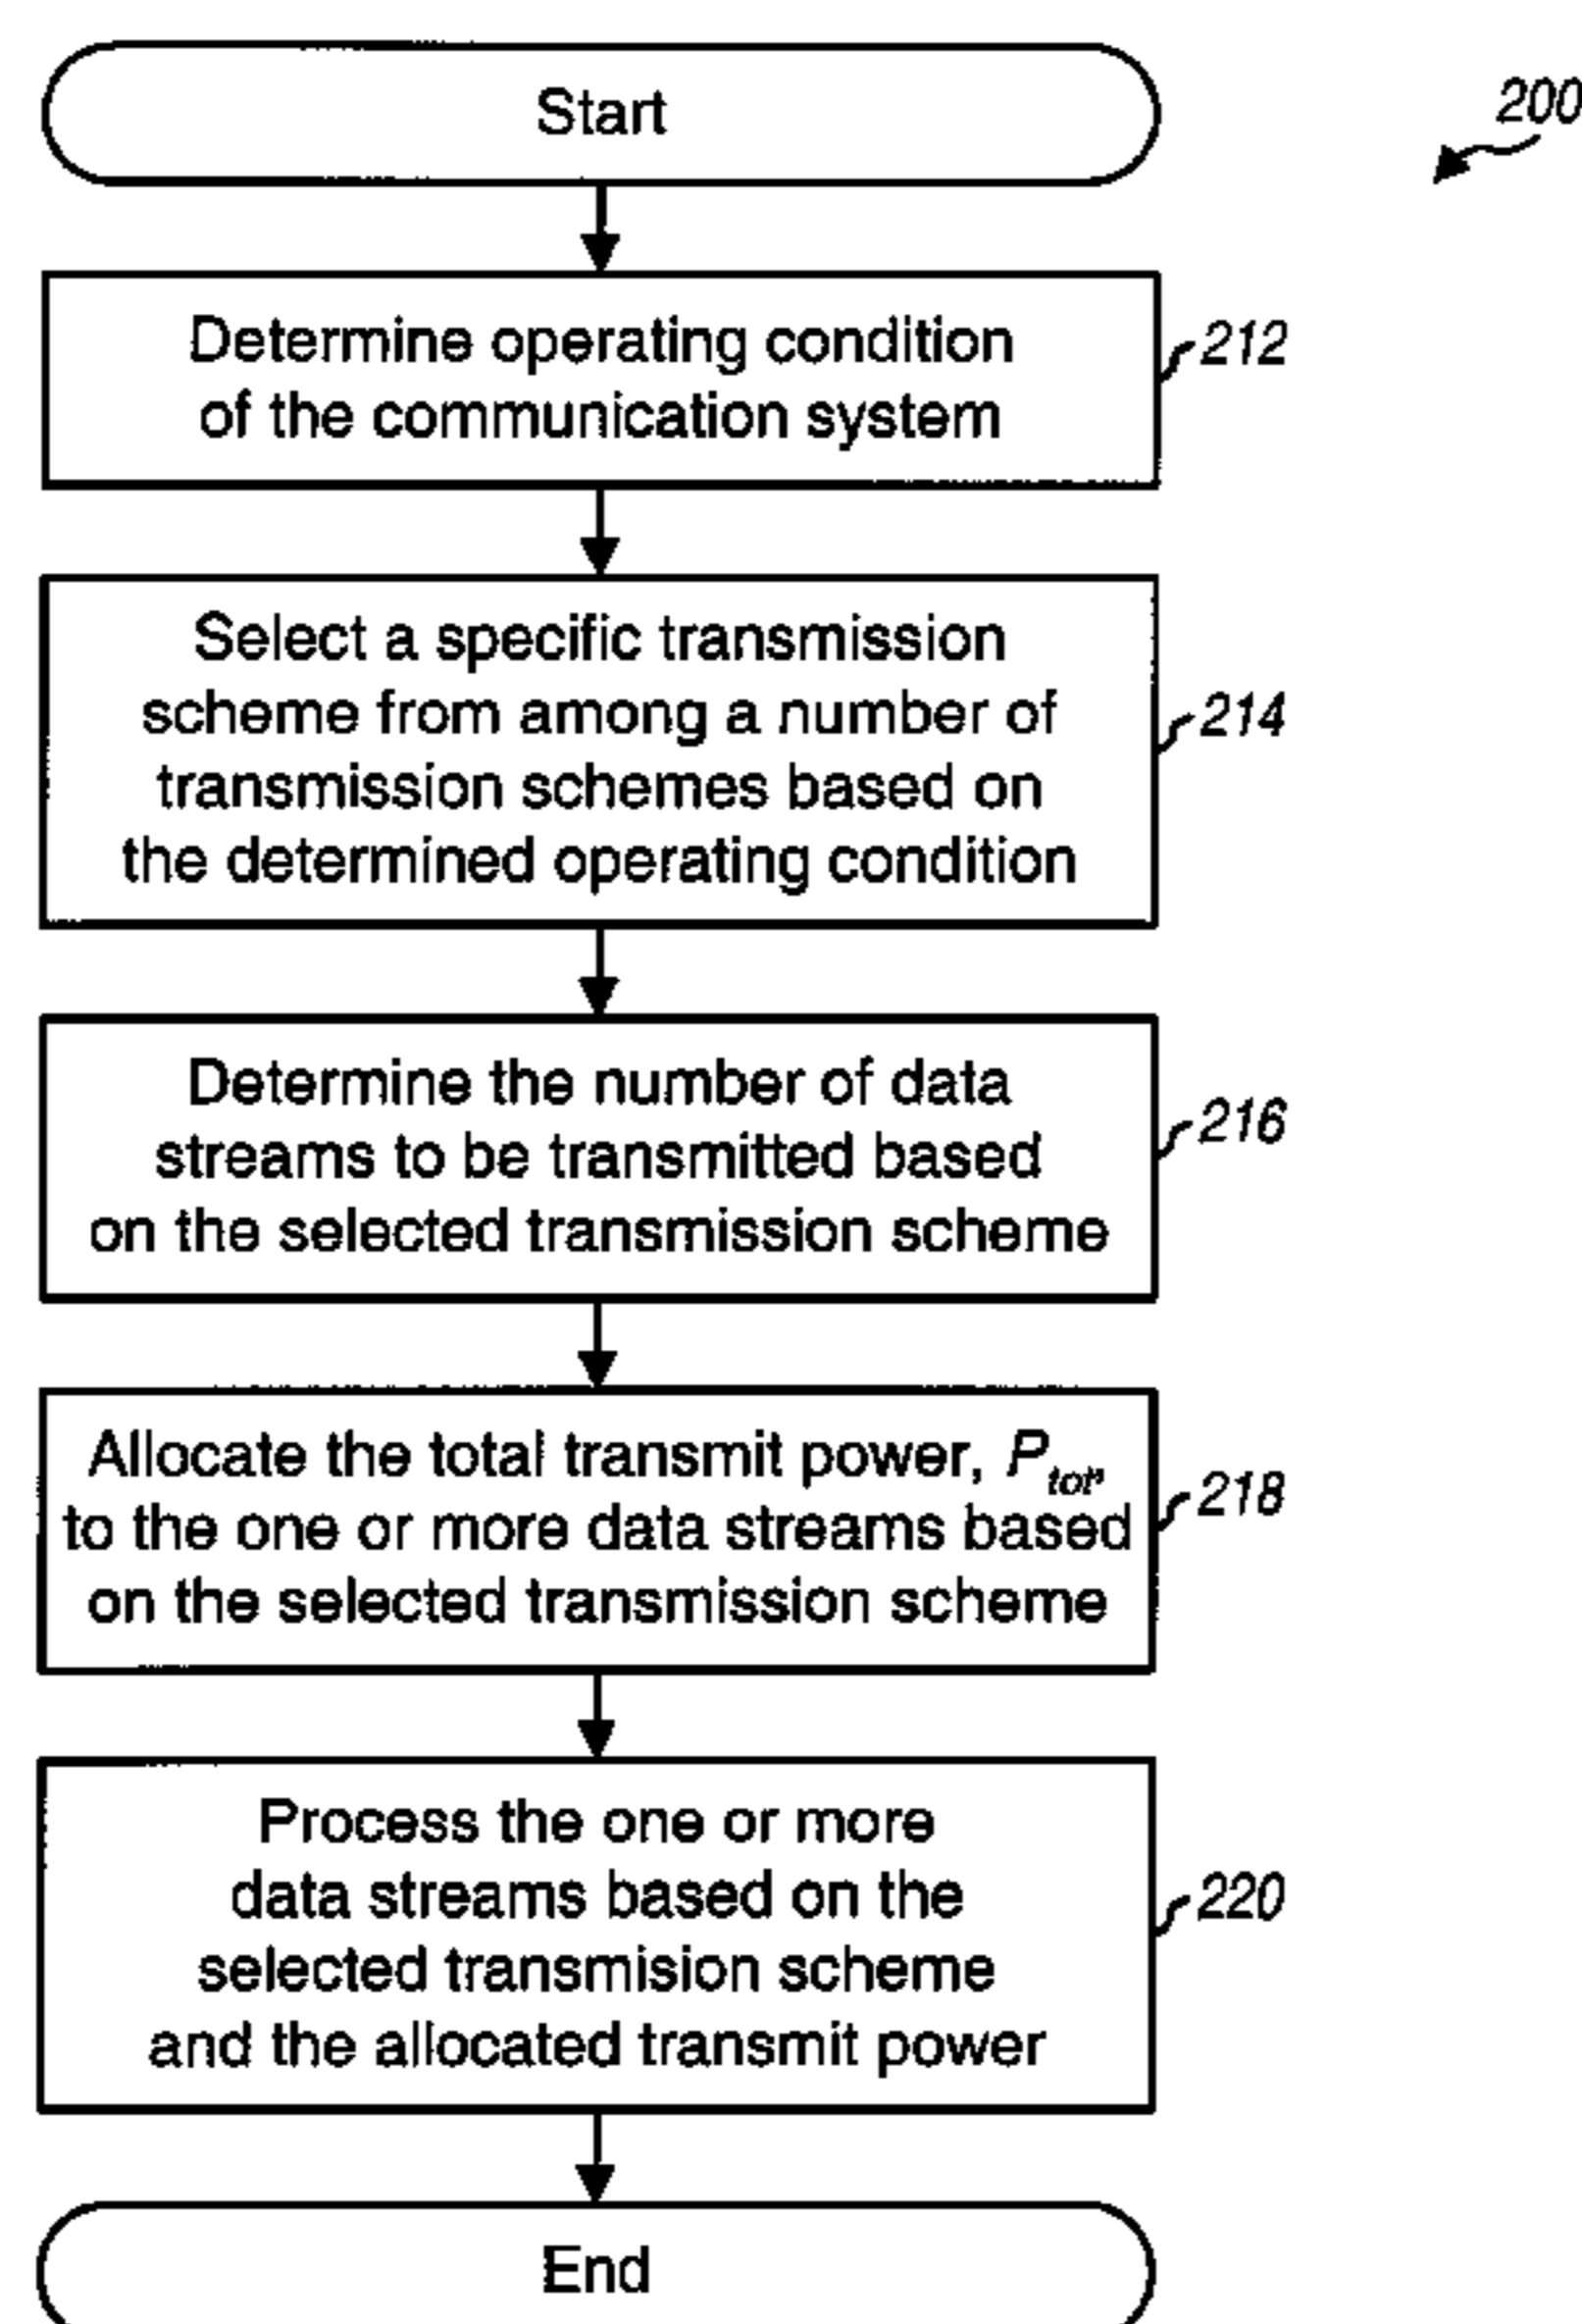 Start
200
Determine operating condition
of the communication system
212
Select a specific transmission
scheme from among a number of
transmission schemes based on
the determined operating condition
214
Determine the number of data
streams to be transmitted based
on the selected transmission scheme
216
Allocate the total transmit power, Ptot,
to the one or more data streams based
on the selected transmission scheme
218
Process the one or more
data streams based on the
selected transmision scheme
and the allocated transmit power
220
End